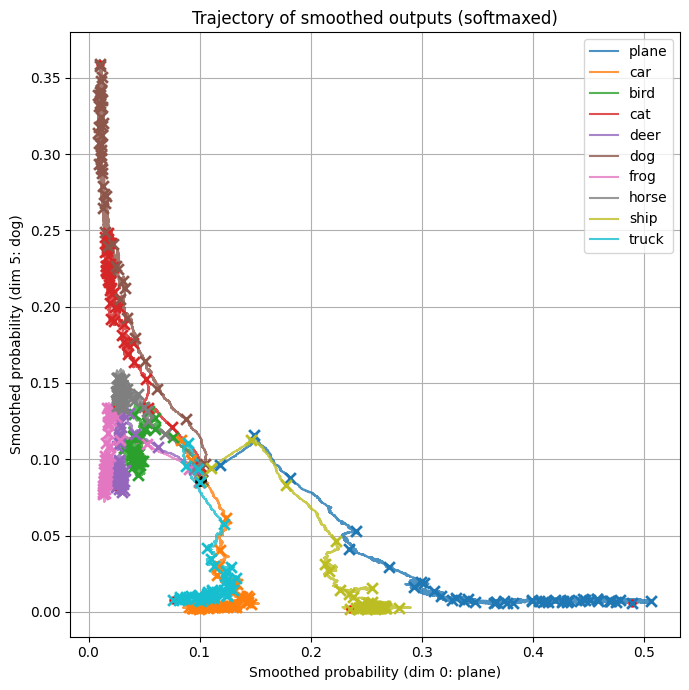 Trajectory of smoothed outputs (softmaxed)
plane
car
bird
cat
deer
dog
frog
horse
ship
truck
Smoothed probability (dim 5: dog)
0.35
0.30
0.25
0.20
0.15
0.10
0.05
0.00
0.0 0.1 0.2 0.3 0.4 0.5
Smoothed probability (dim 0: plane)